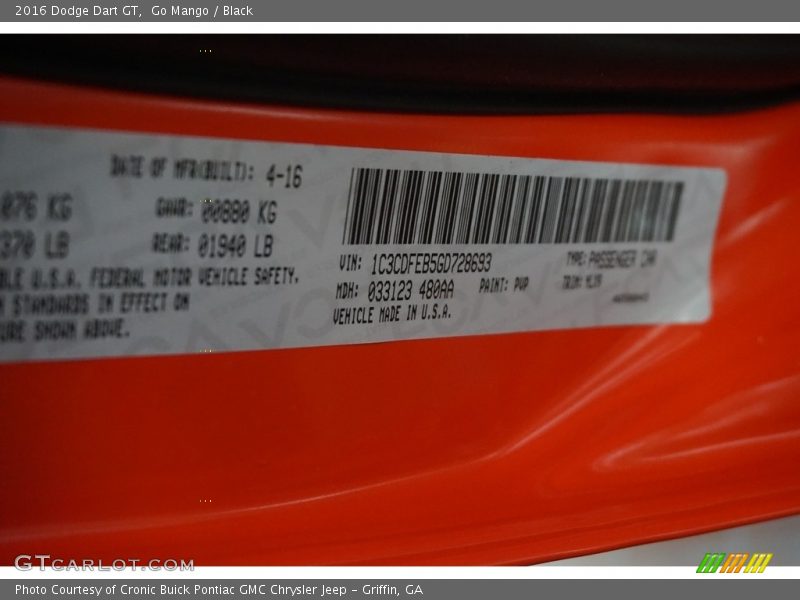 2016 Dodge Dart GT, Go Mango / Black
DATE OF MFR(BUILT): 4-16
076 KG GAWR: 00880 KG
370 LB REAR: 01940 LB
BLE U.S.A. FEDERAL MOTOR VEHICLE SAFETY.
N STANDARDS IN EFFECT ON
URE SHOWN ABOVE.
VIN: 1C3CDFEB5GD728693 TYPE: PASSENGER CAR
MDH: 033123 480AA PAINT: PVP TRIM:
VEHICLE MADE IN U.S.A.
GTCARLOT.COM
Photo Courtesy of Cronic Buick Pontiac GMC Chrysler Jeep - Griffin, GA